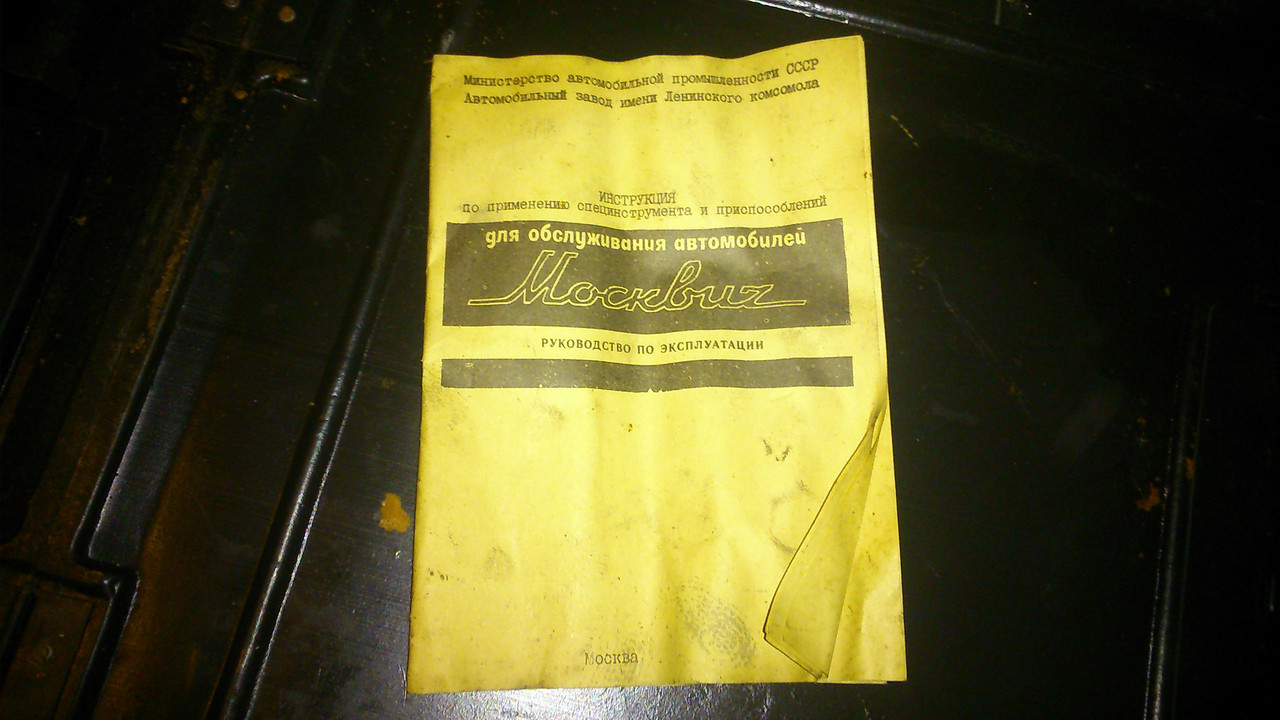 Министерство автомобильной промышленности СССР
Автомобильный завод имени Ленинского комсомола
ИНСТРУКЦИЯ
по применению специнструмента и приспособлений
для обслуживания автомобилей
Москвич
РУКОВОДСТВО ПО ЭКСПЛУАТАЦИИ
Москва